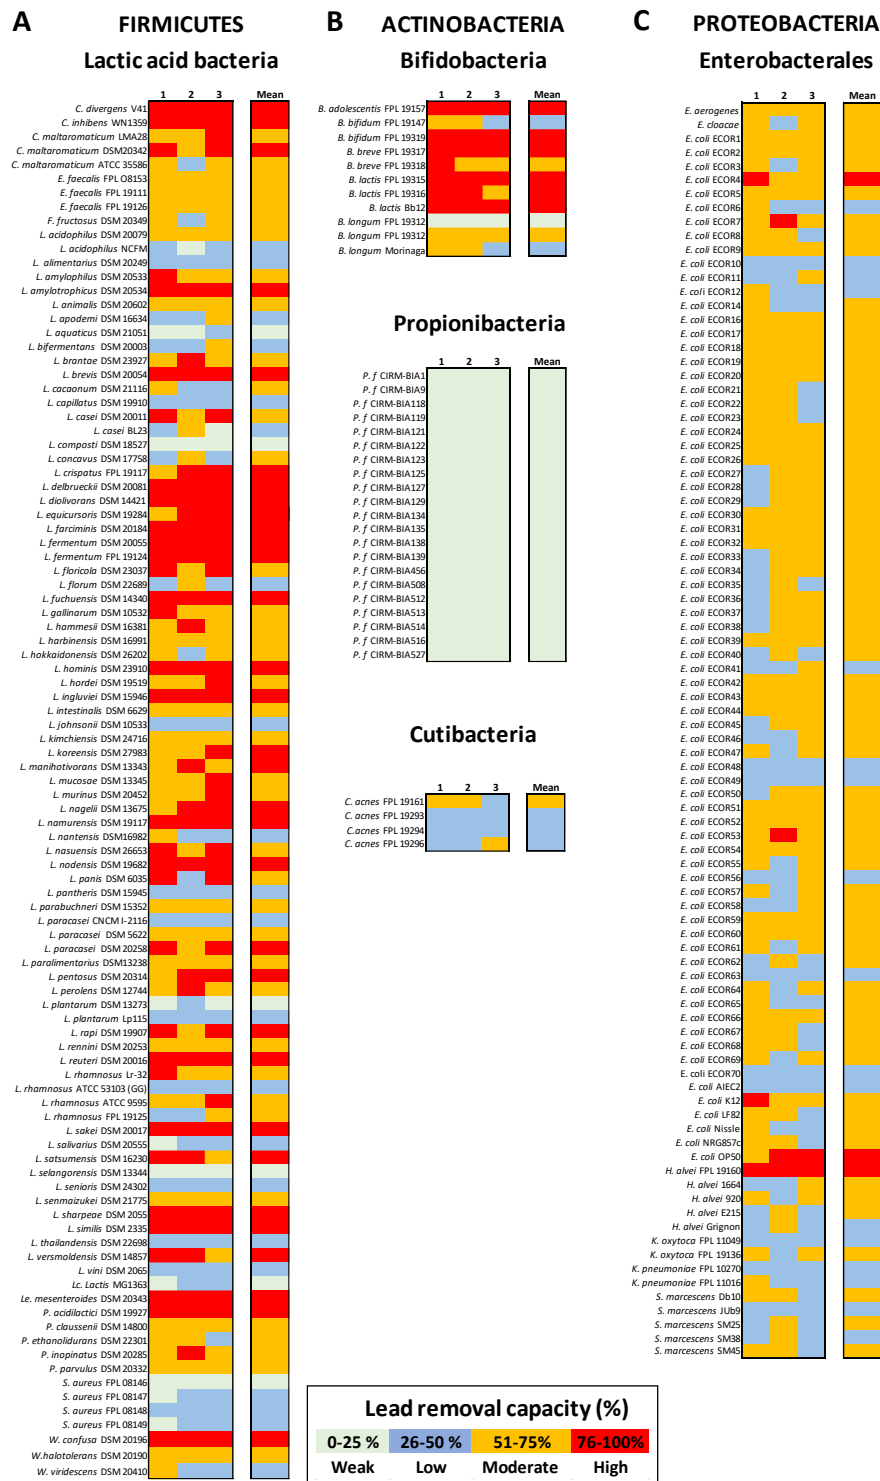 A FIRMICUTES
Lactic acid bacteria
1 2 3 Mean
C. divergens V41
C. inhibens WN1359
C. maltaromaticum LMA28
C. maltaromaticum DSM20342
C. maltaromaticum ATCC 35586
E. faecalis FPL O8153
E. faecalis FPL 19111
E. faecalis FPL 19126
F. fructosus DSM 20349
L. acidophilus DSM 20079
L. acidophilus NCFM
L. alimentarius DSM 20249
L. amylophilus DSM 20533
L. amylotrophicus DSM 20534
L. animalis DSM 20602
L. apodemi DSM 16634
L. aquaticus DSM 21051
L. bifermentans DSM 20003
L. brantae DSM 23927
L. brevis DSM 20054
L. cacaonum DSM 21116
L. capillatus DSM 19910
L. casei DSM 20011
L. casei BL23
L. composti DSM 18527
L. concavus DSM 17758
L. crispatus FPL 19117
L. delbrueckii DSM 20081
L. diolivorans DSM 14421
L. equicursoris DSM 19284
L. farciminis DSM 20184
L. fermentum DSM 20055
L. fermentum FPL 19124
L. floricola DSM 23037
L. florum DSM 22689
L. fuchuensis DSM 14340
L. gallinarum DSM 10532
L. hammesii DSM 16381
L. harbinensis DSM 16991
L. hokkaidonensis DSM 26202
L. hominis DSM 23910
L. hordei DSM 19519
L. ingluviei DSM 15946
L. intestinalis DSM 6629
L. johnsonii DSM 10533
L. kimchiensis DSM 24716
L. koreensis DSM 27983
L. manihotivorans DSM 13343
L. mucosae DSM 13345
L. murinus DSM 20452
L. nagelii DSM 13675
L. namurensis DSM 19117
L. nantensis DSM16982
L. nasuensis DSM 26653
L. nodensis DSM 19682
L. panis DSM 6035
L. pantheris DSM 15945
L. parabuchneri DSM 15352
L. paracasei CNCM I-2116
L. paracasei DSM 5622
L. paracasei DSM 20258
L. paralimentarius DSM13238
L. pentosus DSM 20314
L. perolens DSM 12744
L. plantarum DSM 13273
L. plantarum Lp115
L. rapi DSM 19907
L. rennini DSM 20253
L. reuteri DSM 20016
L. rhamnosus Lr-32
L. rhamnosus ATCC 53103 (GG)
L. rhamnosus ATCC 9595
L. rhamnosus FPL 19125
L. sakei DSM 20017
L. salivarius DSM 20555
L. satsumensis DSM 16230
L. selangorensis DSM 13344
L. senioris DSM 24302
L. senmaizukei DSM 21775
L. sharpeae DSM 2055
L. similis DSM 2335
L. thailandensis DSM 22698
L. versmoldensis DSM 14857
L. vini DSM 2065
Lc. Lactis MG1363
Le. mesenteroides DSM 20343
P. acidilactici DSM 19927
P. claussenii DSM 14800
P. ethanolidurans DSM 22301
P. inopinatus DSM 20285
P. parvulus DSM 20332
S. aureus FPL 08146
S. aureus FPL 08147
S. aureus FPL 08148
S. aureus FPL 08149
W. confusa DSM 20196
W.halotolerans DSM 20190
W. viridescens DSM 20410
B ACTINOBACTERIA
Bifidobacteria
1 2 3 Mean
B. adolescentis FPL 19157
B. bifidum FPL 19147
B. bifidum FPL 19319
B. breve FPL 19317
B. breve FPL 19318
B. lactis FPL 19315
B. lactis FPL 19316
B. lactis Bb12
B. longum FPL 19312
B. longum FPL 19312
B. longum Morinaga
Propionibacteria
1 2 3 Mean
P. f CIRM-BIA1
P. f CIRM-BIA9
P. f CIRM-BIA118
P. f CIRM-BIA119
P. f CIRM-BIA121
P. f CIRM-BIA122
P. f CIRM-BIA123
P. f CIRM-BIA125
P. f CIRM-BIA127
P. f CIRM-BIA129
P. f CIRM-BIA134
P. f CIRM-BIA135
P. f CIRM-BIA138
P. f CIRM-BIA139
P. f CIRM-BIA456
P. f CIRM-BIA508
P. f CIRM-BIA512
P. f CIRM-BIA513
P. f CIRM-BIA514
P. f CIRM-BIA516
P. f CIRM-BIA527
Cutibacteria
1 2 3 Mean
C. acnes FPL 19161
C. acnes FPL 19293
C. acnes FPL 19294
C. acnes FPL 19296
C PROTEOBACTERIA
Enterobacterales
1 2 3 Mean
E. aerogenes
E. cloacae
E. coli ECOR1
E. coli ECOR2
E. coli ECOR3
E. coli ECOR4
E. coli ECOR5
E. coli ECOR6
E. coli ECOR7
E. coli ECOR8
E. coli ECOR9
E. coli ECOR10
E. coli ECOR11
E. coli ECOR12
E. coli ECOR14
E. coli ECOR16
E. coli ECOR17
E. coli ECOR18
E. coli ECOR19
E. coli ECOR20
E. coli ECOR21
E. coli ECOR22
E. coli ECOR23
E. coli ECOR24
E. coli ECOR25
E. coli ECOR26
E. coli ECOR27
E. coli ECOR28
E. coli ECOR29
E. coli ECOR30
E. coli ECOR31
E. coli ECOR32
E. coli ECOR33
E. coli ECOR34
E. coli ECOR35
E. coli ECOR36
E. coli ECOR37
E. coli ECOR38
E. coli ECOR39
E. coli ECOR40
E. coli ECOR41
E. coli ECOR42
E. coli ECOR43
E. coli ECOR44
E. coli ECOR45
E. coli ECOR46
E. coli ECOR47
E. coli ECOR48
E. coli ECOR49
E. coli ECOR50
E. coli ECOR51
E. coli ECOR52
E. coli ECOR53
E. coli ECOR54
E. coli ECOR55
E. coli ECOR56
E. coli ECOR57
E. coli ECOR58
E. coli ECOR59
E. coli ECOR60
E. coli ECOR61
E. coli ECOR62
E. coli ECOR63
E. coli ECOR64
E. coli ECOR65
E. coli ECOR66
E. coli ECOR67
E. coli ECOR68
E. coli ECOR69
E. coli ECOR70
E. coli AIEC2
E. coli K12
E. coli LF82
E. coli Nissle
E. coli NRG857c
E. coli OP50
H. alvei FPL 19160
H. alvei 1664
H. alvei 920
H. alvei E215
H. alvei Grignon
K. oxytoca FPL 11049
K. oxytoca FPL 19136
K. pneumoniae FPL 10270
K. pneumoniae FPL 11016
S. marcescens Db10
S. marcescens JUb9
S. marcescens SM25
S. marcescens SM38
S. marcescens SM45
Lead removal capacity (%)
0-25 % 26-50 % 51-75% 76-100%
Weak Low Moderate High